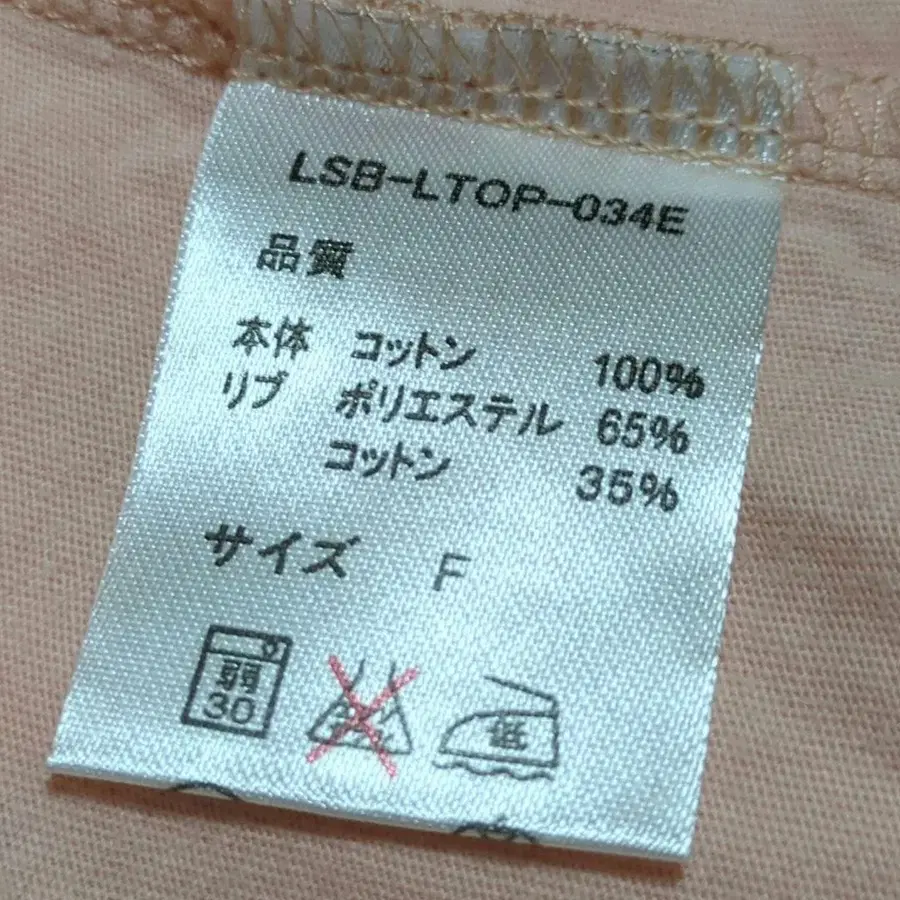 LSB-LTOP-034E
品質
本体 コットン 100%
リブ ポリエステル 65%
コットン 35%
サイズ F
弱
30
低